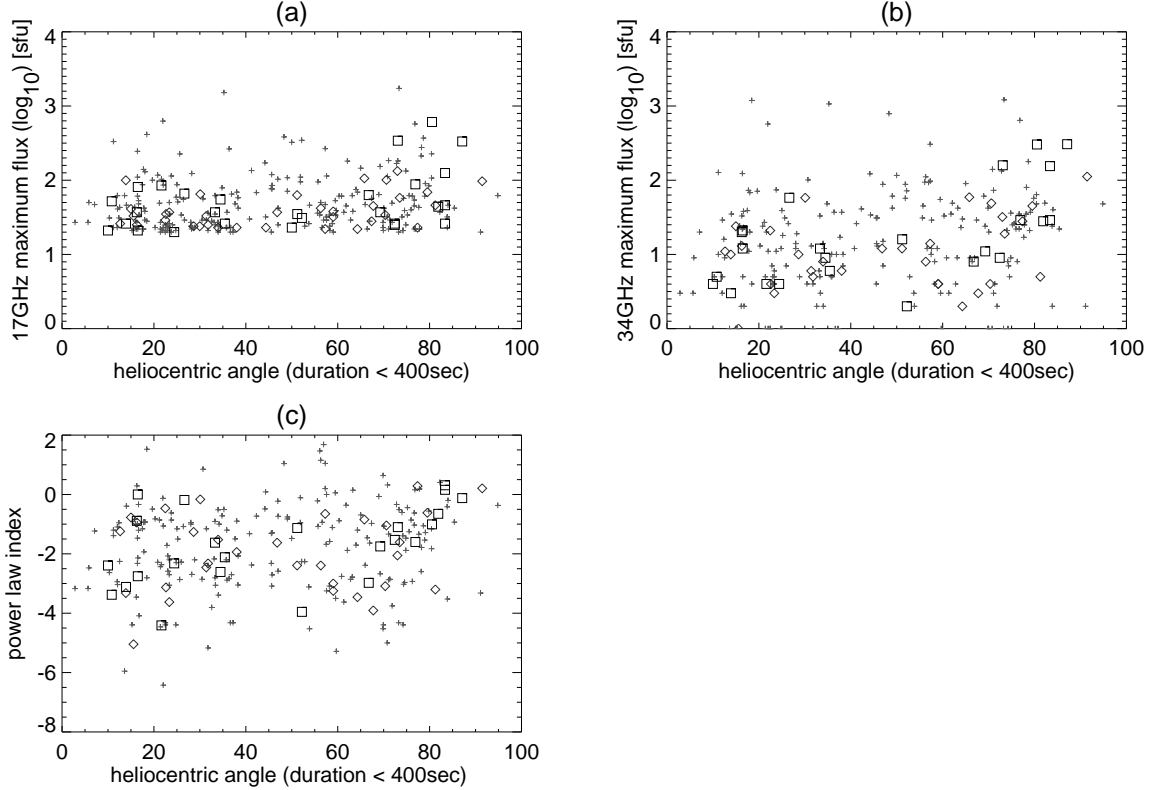 (a)
4
3
2
1
0
17GHz maximum flux (log10) [sfu]
0 20 40 60 80 100
heliocentric angle (duration < 400sec)
(b)
4
3
2
1
0
34GHz maximum flux (log10) [sfu]
0 20 40 60 80 100
heliocentric angle (duration < 400sec)
(c)
2
0
-2
-4
-6
-8
power law index
0 20 40 60 80 100
heliocentric angle (duration < 400sec)